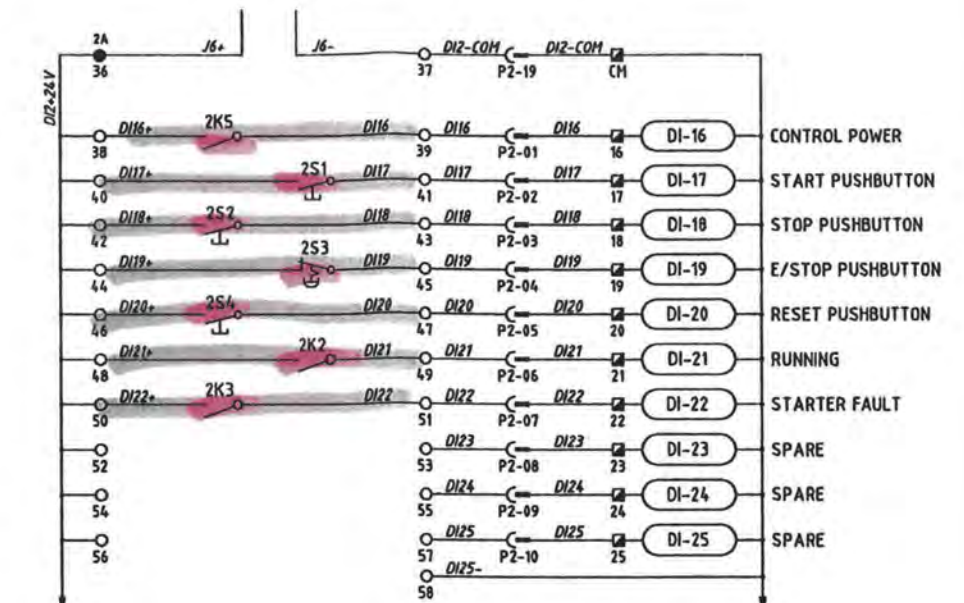 2A J6+ J6- DI2-COM DI2-COM
36 37 P2-19 CM
DI2+24V
DI16+ 2K5 DI16 DI16 DI16 DI-16 CONTROL POWER
38 39 P2-01 16
DI17+ 2S1 DI17 DI17 DI17 DI-17 START PUSHBUTTON
40 41 P2-02 17
DI18+ 2S2 DI18 DI18 DI18 DI-18 STOP PUSHBUTTON
42 43 P2-03 18
DI19+ 2S3 DI19 DI19 DI19 DI-19 E/STOP PUSHBUTTON
44 45 P2-04 19
DI20+ 2S4 DI20 DI20 DI20 DI-20 RESET PUSHBUTTON
46 47 P2-05 20
DI21+ 2K2 DI21 DI21 DI21 DI-21 RUNNING
48 49 P2-06 21
DI22+ 2K3 DI22 DI22 DI22 DI-22 STARTER FAULT
50 51 P2-07 22
DI23 DI23 DI-23 SPARE
52 53 P2-08 23
DI24 DI24 DI-24 SPARE
54 55 P2-09 24
DI25 DI25 DI-25 SPARE
56 57 P2-10 25
DI25-
58